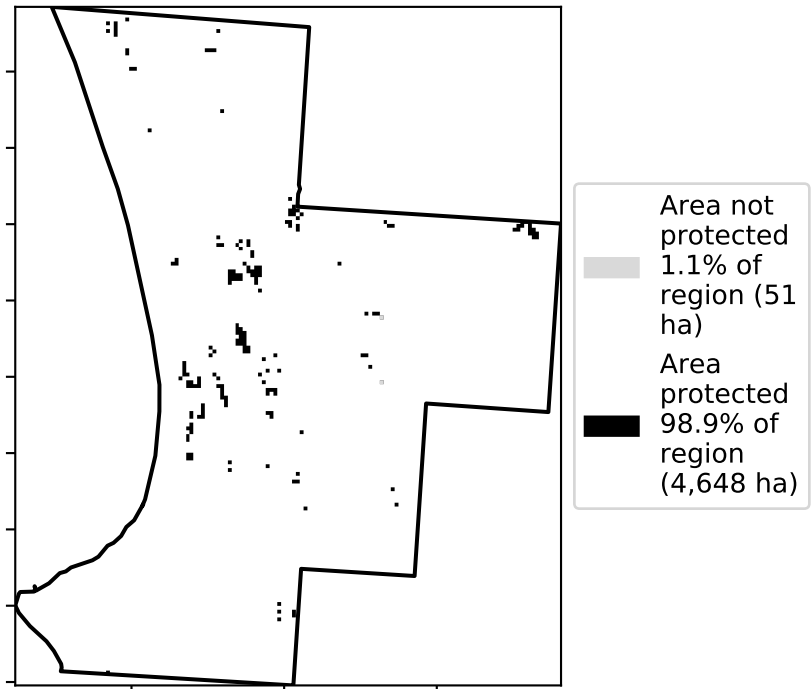 Area not
protected
1.1% of
region (51
ha)
Area
protected
98.9% of
region
(4,648 ha)